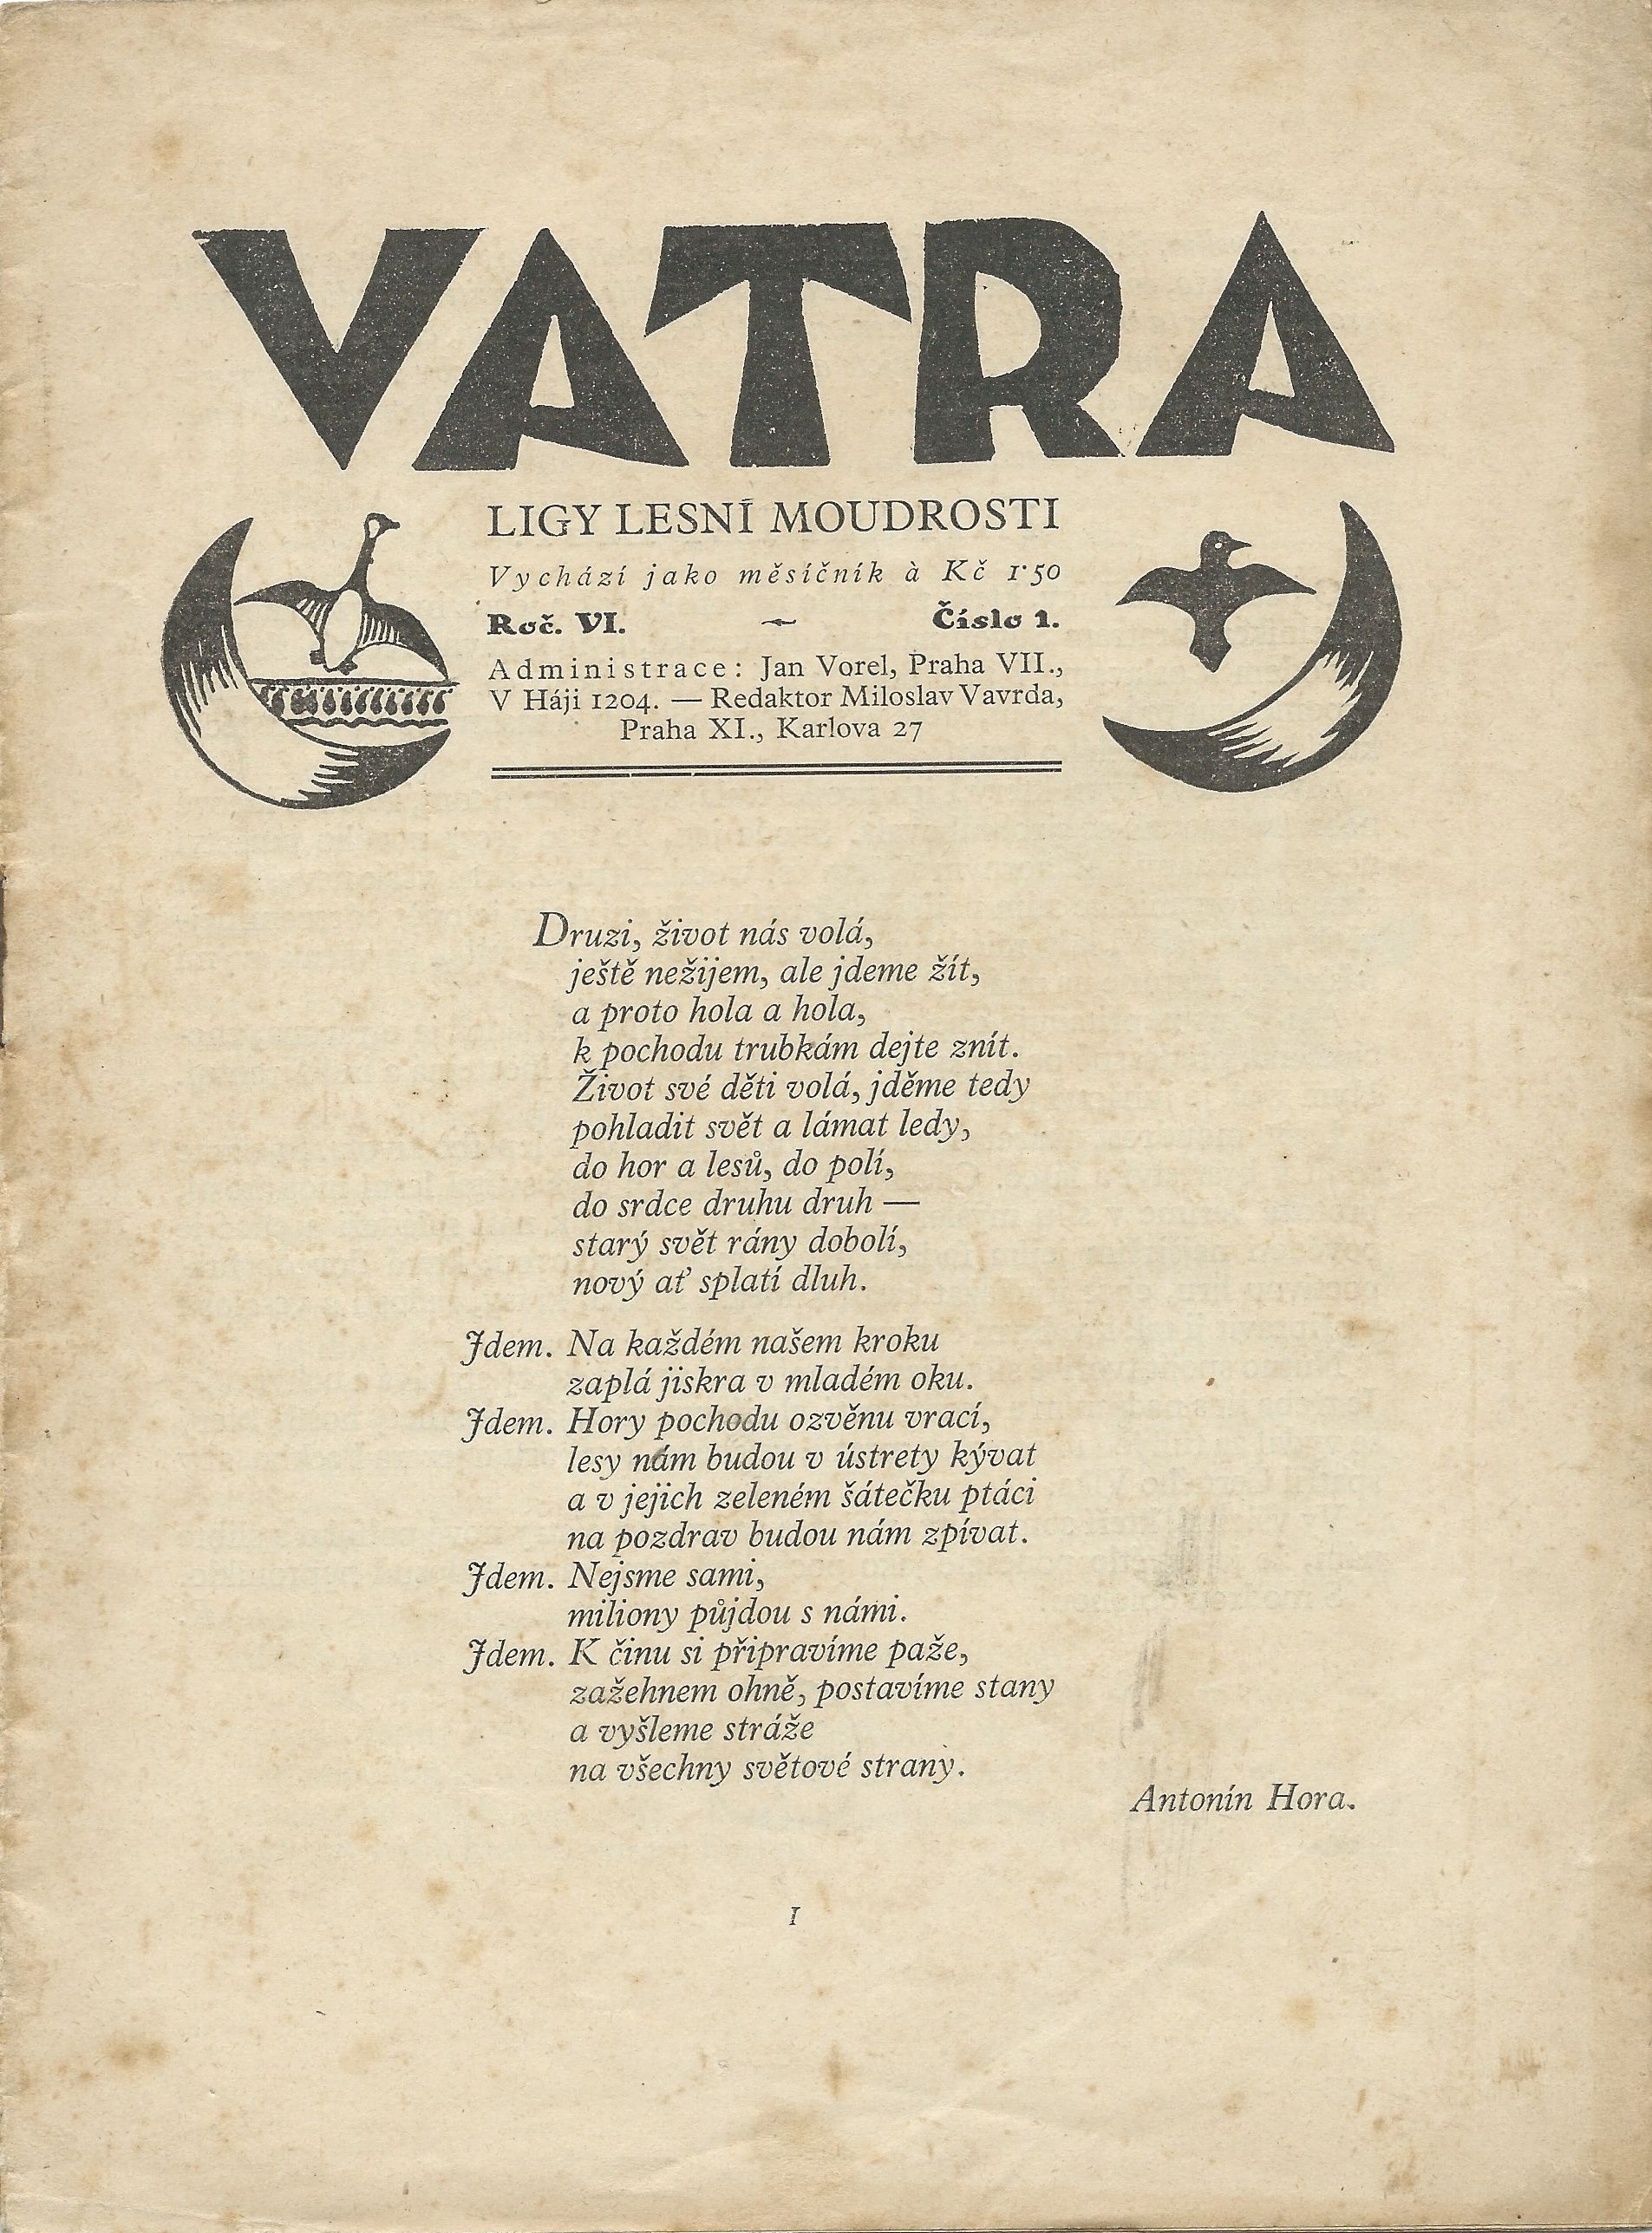 VATRA
LIGY LESNÍ MOUDROSTI
Vychází jako měsíčník à Kč 1·50
Roč. VI. Číslo 1.
Administrace: Jan Vorel, Praha VII.,
V Háji 1204. — Redaktor Miloslav Vavrda,
Praha XI., Karlova 27
Druzi, život nás volá,
ještě nežijem, ale jdeme žít,
a proto hola a hola,
k pochodu trubkám dejte znít.
Život své děti volá, jděme tedy
pohladit svět a lámat ledy,
do hor a lesů, do polí,
do srdce druhu druh —
starý svět rány dobolí,
nový ať splatí dluh.
Jdem. Na každém našem kroku
zaplá jiskra v mladém oku.
Jdem. Hory pochodu ozvěnu vrací,
lesy nám budou v ústrety kývat
a v jejich zeleném šátečku ptáci
na pozdrav budou nám zpívat.
Jdem. Nejsme sami,
miliony půjdou s námi.
Jdem. K činu si připravíme paže,
zažehnem ohně, postavíme stany
a vyšleme stráže
na všechny světové strany.
Antonín Hora.
1